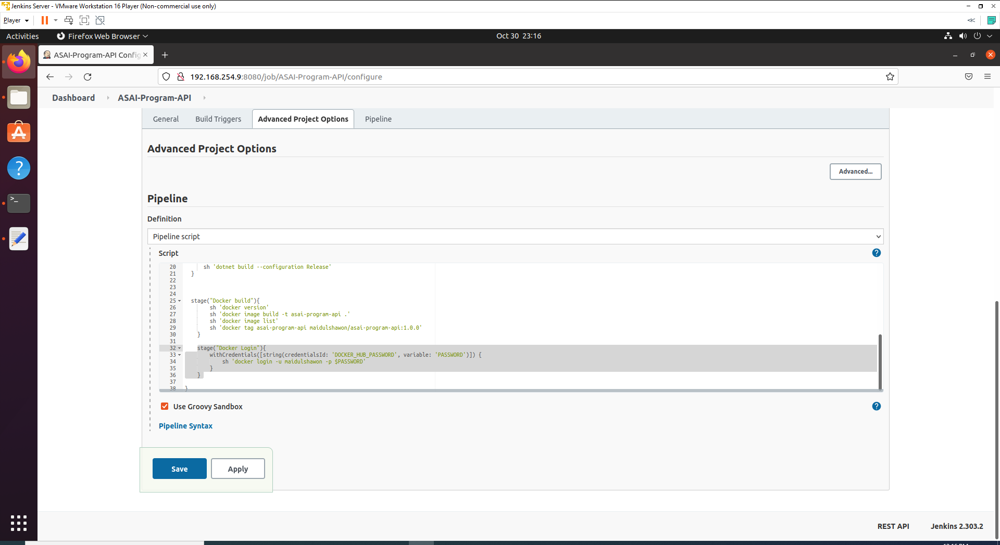 Jenkins Server - VMware Workstation 16 Player (Non-commercial use only)
Player
Activities
Firefox Web Browser
Oct 30 23:16
ASAI-Program-API Config
192.168.254.9:8080/job/ASAI-Program-API/configure
Dashboard
ASAI-Program-API
General
Build Triggers
Advanced Project Options
Pipeline
Advanced Project Options
Advanced...
Pipeline
Definition
Pipeline script
Script
20 sh 'dotnet build --configuration Release'
21 }
22
23
24
25 stage("Docker build"){
26 sh 'docker version'
27 sh 'docker image build -t asai-program-api .'
28 sh 'docker image list'
29 sh 'docker tag asai-program-api maidulshawon/asai-program-api:1.0.0'
30 }
31
32 stage("Docker Login"){
33 withCredentials([string(credentialsId: 'DOCKER_HUB_PASSWORD', variable: 'PASSWORD')]) {
34 sh 'docker login -u maidulshawon -p $PASSWORD'
35 }
36 }
37
38 }
Use Groovy Sandbox
Pipeline Syntax
Save
Apply
REST API
Jenkins 2.303.2